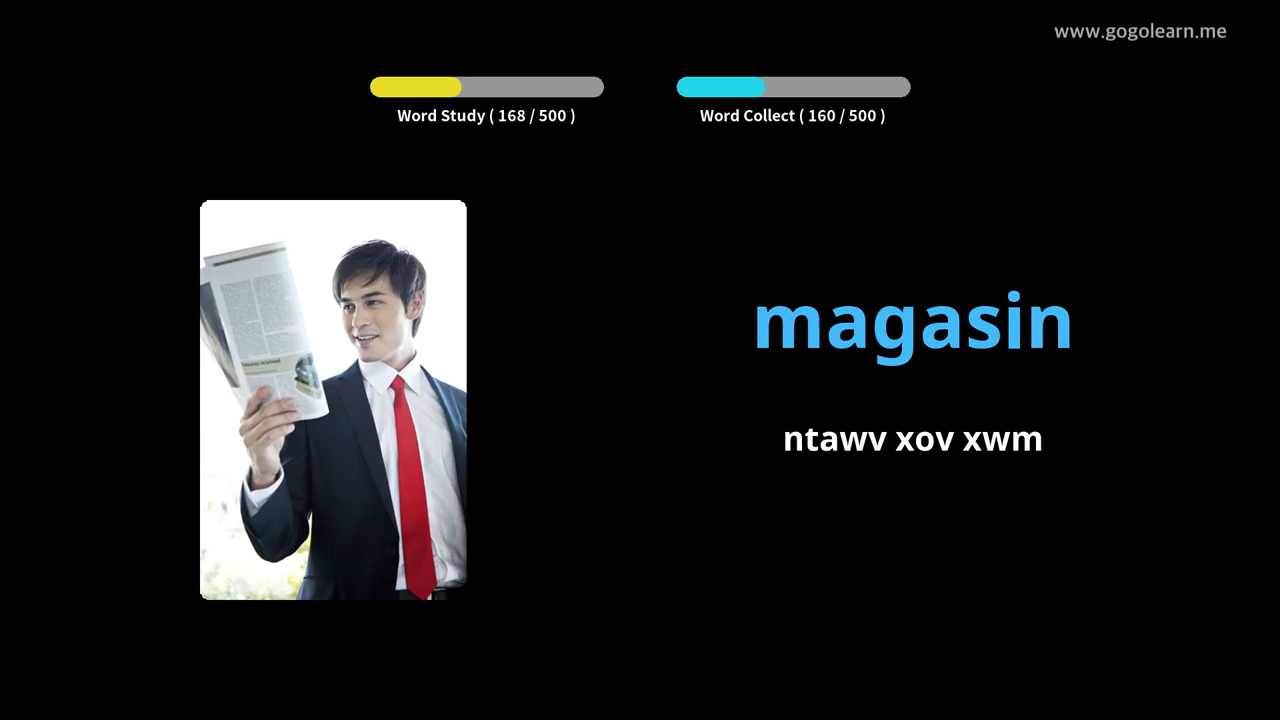 www.gogolearn.me
Word Study ( 168 / 500 )
Word Collect ( 160 / 500 )
magasin
ntawv xov xwm